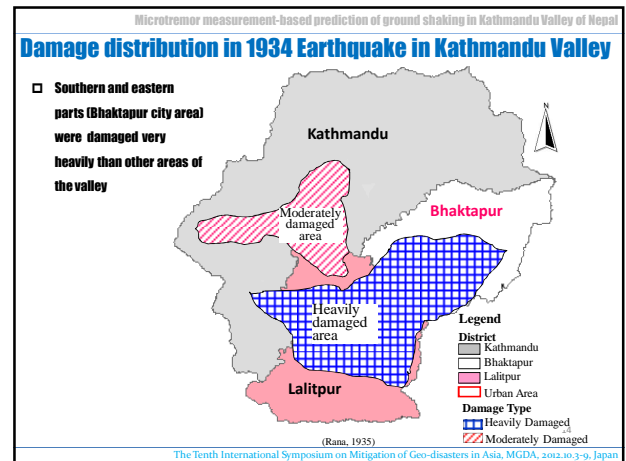 Microtremor measurement-based prediction of ground shaking in Kathmandu Valley of Nepal
Damage distribution in 1934 Earthquake in Kathmandu Valley
Southern and eastern
parts (Bhaktapur city area)
were damaged very
heavily than other areas of
the valley
N
Kathmandu
Bhaktapur
Moderately
damaged
area
Heavily
damaged
area
Lalitpur
Legend
District
Kathmandu
Bhaktapur
Lalitpur
Urban Area
Damage Type
Heavily Damaged
Moderately Damaged
(Rana, 1935)
The Tenth International Symposium on Mitigation of Geo-disasters in Asia, MGDA, 2012.10.3-9, Japan